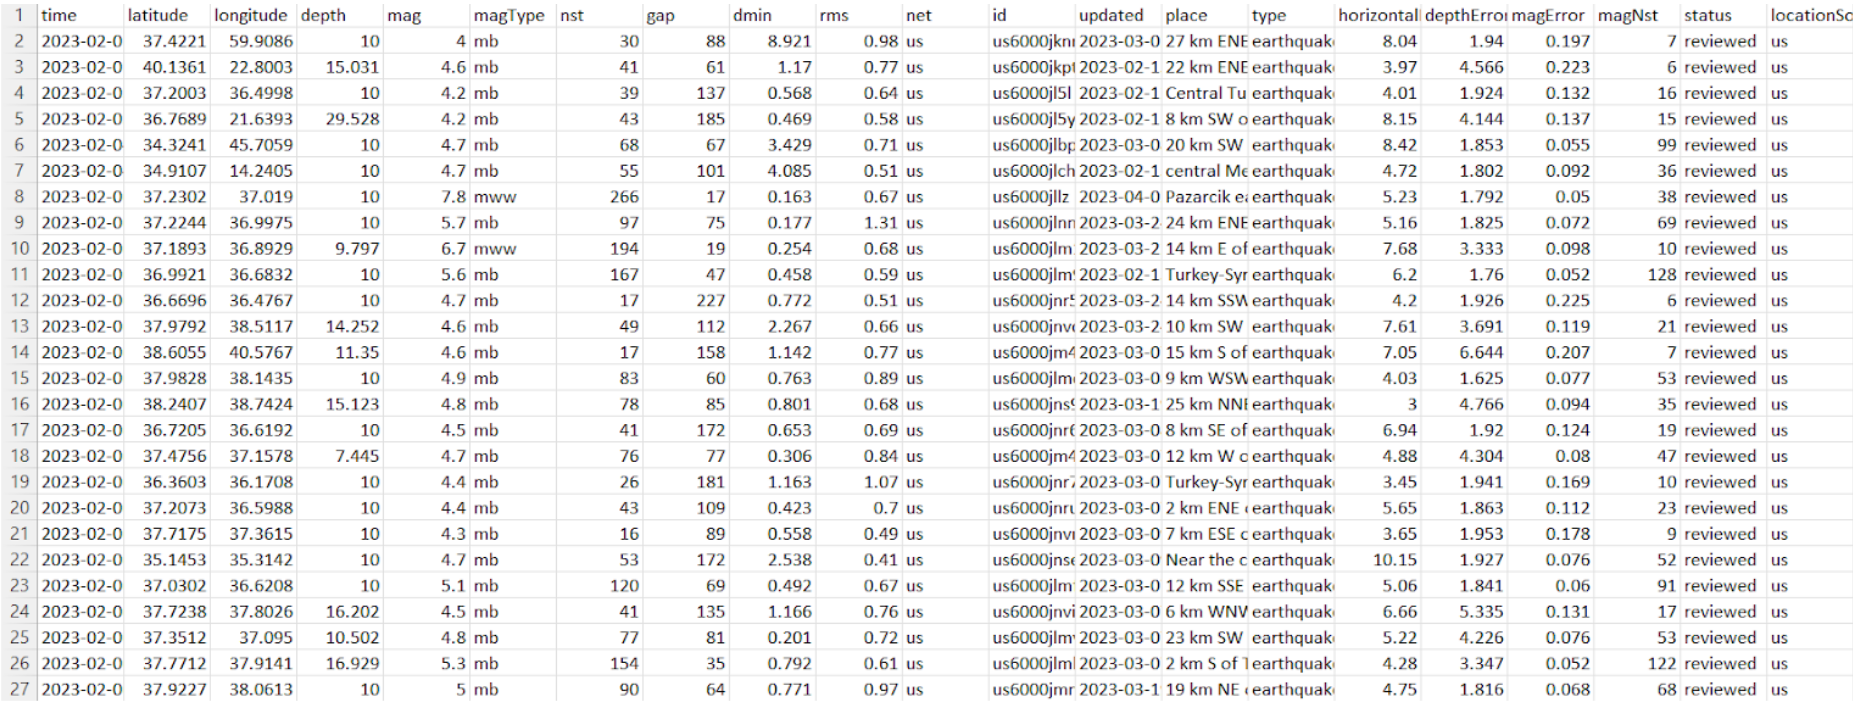 1 time latitude longitude depth mag magType nst gap dmin rms net id updated place type horizontal depthError magError magNst status locationSo
2 2023-02-0 37.4221 59.9086 10 4 mb 30 88 8.921 0.98 us us6000jkn 2023-03-0 27 km ENE earthquak 8.04 1.94 0.197 7 reviewed us
3 2023-02-0 40.1361 22.8003 15.031 4.6 mb 41 61 1.17 0.77 us us6000jkp 2023-02-1 22 km ENE earthquak 3.97 4.566 0.223 6 reviewed us
4 2023-02-0 37.2003 36.4998 10 4.2 mb 39 137 0.568 0.64 us us6000jl5l 2023-02-1 Central Tu earthquak 4.01 1.924 0.132 16 reviewed us
5 2023-02-0 36.7689 21.6393 29.528 4.2 mb 43 185 0.469 0.58 us us6000jl5y 2023-02-1 8 km SW o earthquak 8.15 4.144 0.137 15 reviewed us
6 2023-02-0 34.3241 45.7059 10 4.7 mb 68 67 3.429 0.71 us us6000jlbp 2023-03-0 20 km SW earthquak 8.42 1.853 0.055 99 reviewed us
7 2023-02-0 34.9107 14.2405 10 4.7 mb 55 101 4.085 0.51 us us6000jlch 2023-02-1 central Me earthquak 4.72 1.802 0.092 36 reviewed us
8 2023-02-0 37.2302 37.019 10 7.8 mww 266 17 0.163 0.67 us us6000jllz 2023-04-0 Pazarcik ea earthquak 5.23 1.792 0.05 38 reviewed us
9 2023-02-0 37.2244 36.9975 10 5.7 mb 97 75 0.177 1.31 us us6000jlnn 2023-03-2 24 km ENE earthquak 5.16 1.825 0.072 69 reviewed us
10 2023-02-0 37.1893 36.8929 9.797 6.7 mww 194 19 0.254 0.68 us us6000jlm 2023-03-2 14 km E of earthquak 7.68 3.333 0.098 10 reviewed us
11 2023-02-0 36.9921 36.6832 10 5.6 mb 167 47 0.458 0.59 us us6000jlm 2023-02-1 Turkey-Syr earthquak 6.2 1.76 0.052 128 reviewed us
12 2023-02-0 36.6696 36.4767 10 4.7 mb 17 227 0.772 0.51 us us6000jnr5 2023-03-2 14 km SSW earthquak 4.2 1.926 0.225 6 reviewed us
13 2023-02-0 37.9792 38.5117 14.252 4.6 mb 49 112 2.267 0.66 us us6000jnv 2023-03-2 10 km SW earthquak 7.61 3.691 0.119 21 reviewed us
14 2023-02-0 38.6055 40.5767 11.35 4.6 mb 17 158 1.142 0.77 us us6000jm4 2023-03-0 15 km S of earthquak 7.05 6.644 0.207 7 reviewed us
15 2023-02-0 37.9828 38.1435 10 4.9 mb 83 60 0.763 0.89 us us6000jlm 2023-03-0 9 km WSW earthquak 4.03 1.625 0.077 53 reviewed us
16 2023-02-0 38.2407 38.7424 15.123 4.8 mb 78 85 0.801 0.68 us us6000jns9 2023-03-1 25 km NNE earthquak 3 4.766 0.094 35 reviewed us
17 2023-02-0 36.7205 36.6192 10 4.5 mb 41 172 0.653 0.69 us us6000jnr6 2023-03-0 8 km SE of earthquak 6.94 1.92 0.124 19 reviewed us
18 2023-02-0 37.4756 37.1578 7.445 4.7 mb 76 77 0.306 0.84 us us6000jm4 2023-03-0 12 km W o earthquak 4.88 4.304 0.08 47 reviewed us
19 2023-02-0 36.3603 36.1708 10 4.4 mb 26 181 1.163 1.07 us us6000jnr7 2023-03-0 Turkey-Syr earthquak 3.45 1.941 0.169 10 reviewed us
20 2023-02-0 37.2073 36.5988 10 4.4 mb 43 109 0.423 0.7 us us6000jnru 2023-03-0 2 km ENE earthquak 5.65 1.863 0.112 23 reviewed us
21 2023-02-0 37.7175 37.3615 10 4.3 mb 16 89 0.558 0.49 us us6000jnv 2023-03-0 7 km ESE earthquak 3.65 1.953 0.178 9 reviewed us
22 2023-02-0 35.1453 35.3142 10 4.7 mb 53 172 2.538 0.41 us us6000jnse 2023-03-0 Near the c earthquak 10.15 1.927 0.076 52 reviewed us
23 2023-02-0 37.0302 36.6208 10 5.1 mb 120 69 0.492 0.67 us us6000jlm 2023-03-0 12 km SSE earthquak 5.06 1.841 0.06 91 reviewed us
24 2023-02-0 37.7238 37.8026 16.202 4.5 mb 41 135 1.166 0.76 us us6000jnvi 2023-03-0 6 km WNW earthquak 6.66 5.335 0.131 17 reviewed us
25 2023-02-0 37.3512 37.095 10.502 4.8 mb 77 81 0.201 0.72 us us6000jlm 2023-03-0 23 km SW earthquak 5.22 4.226 0.076 53 reviewed us
26 2023-02-0 37.7712 37.9141 16.929 5.3 mb 154 35 0.792 0.61 us us6000jlml 2023-03-0 2 km S of earthquak 4.28 3.347 0.052 122 reviewed us
27 2023-02-0 37.9227 38.0613 10 5 mb 90 64 0.771 0.97 us us6000jmr 2023-03-1 19 km NE earthquak 4.75 1.816 0.068 68 reviewed us